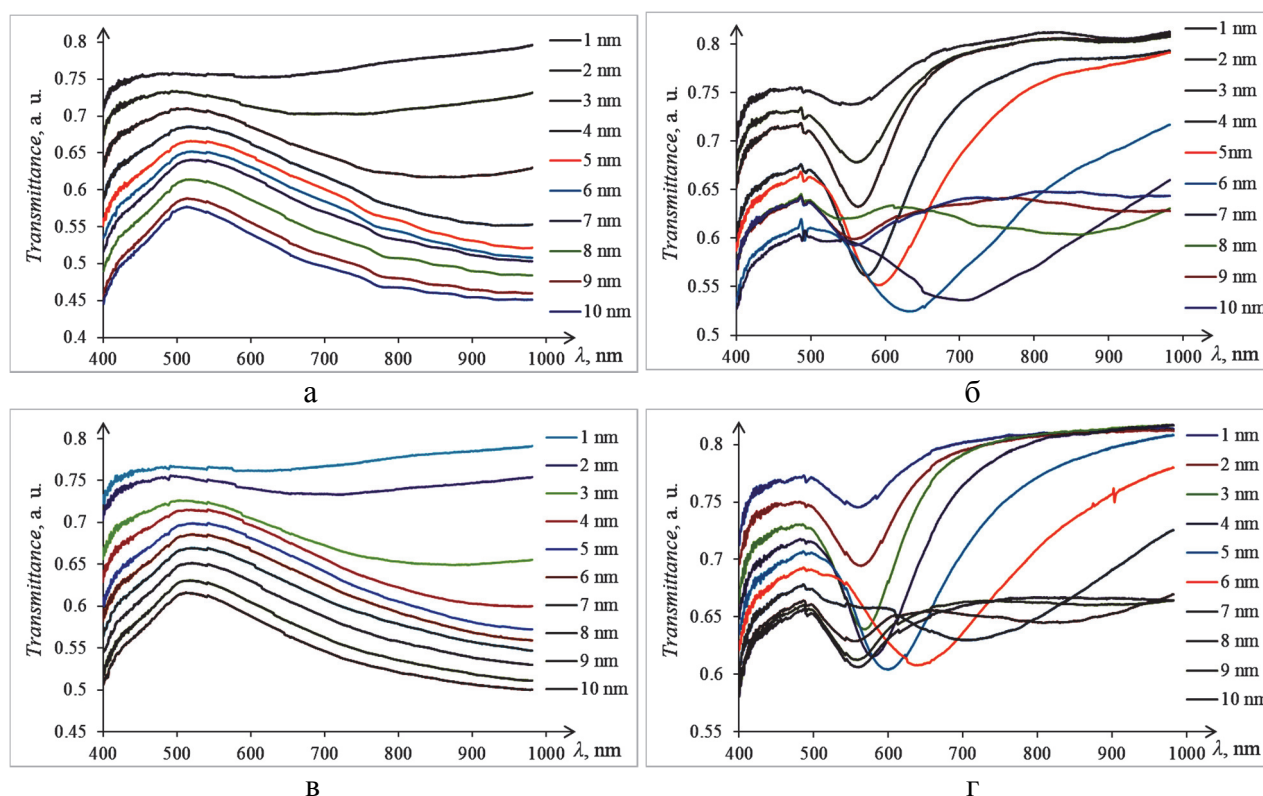 Transmittance, a. u.
0.8
0.75
0.7
0.65
0.6
0.55
0.5
0.45
0.4
400 500 600 700 800 900 1000
λ, nm
1 nm
2 nm
3 nm
4 nm
5 nm
6 nm
7 nm
8 nm
9 nm
10 nm
а
Transmittance, a. u.
0.8
0.75
0.7
0.65
0.6
0.55
0.5
400 500 600 700 800 900 1000
λ, nm
1 nm
2 nm
3 nm
4 nm
5nm
6 nm
7 nm
8 nm
9 nm
10 nm
б
Transmittance, a. u.
0.8
0.75
0.7
0.65
0.6
0.55
0.5
0.45
400 500 600 700 800 900 1000
λ, nm
1 nm
2 nm
3 nm
4 nm
5 nm
6 nm
7 nm
8 nm
9 nm
10 nm
в
Transmittance, a. u.
0.8
0.75
0.7
0.65
0.6
0.55
400 500 600 700 800 900 1000
λ, nm
1 nm
2 nm
3 nm
4 nm
5 nm
6 nm
7 nm
8 nm
9 nm
10 nm
г